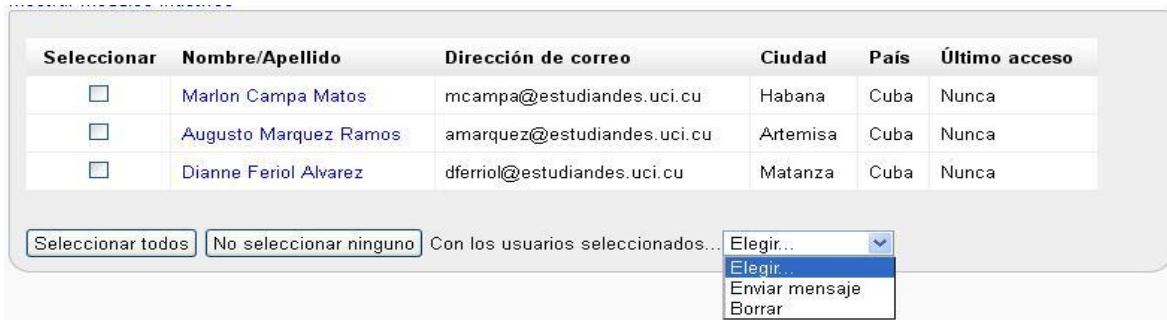 Seleccionar Nombre/Apellido Dirección de correo Ciudad País Último acceso
Marlon Campa Matos mcampa@estudiandes.uci.cu Habana Cuba Nunca
Augusto Marquez Ramos amarquez@estudiandes.uci.cu Artemisa Cuba Nunca
Dianne Feriol Alvarez dferriol@estudiandes.uci.cu Matanza Cuba Nunca
Seleccionar todos No seleccionar ninguno Con los usuarios seleccionados... Elegir...
Elegir...
Enviar mensaje
Borrar